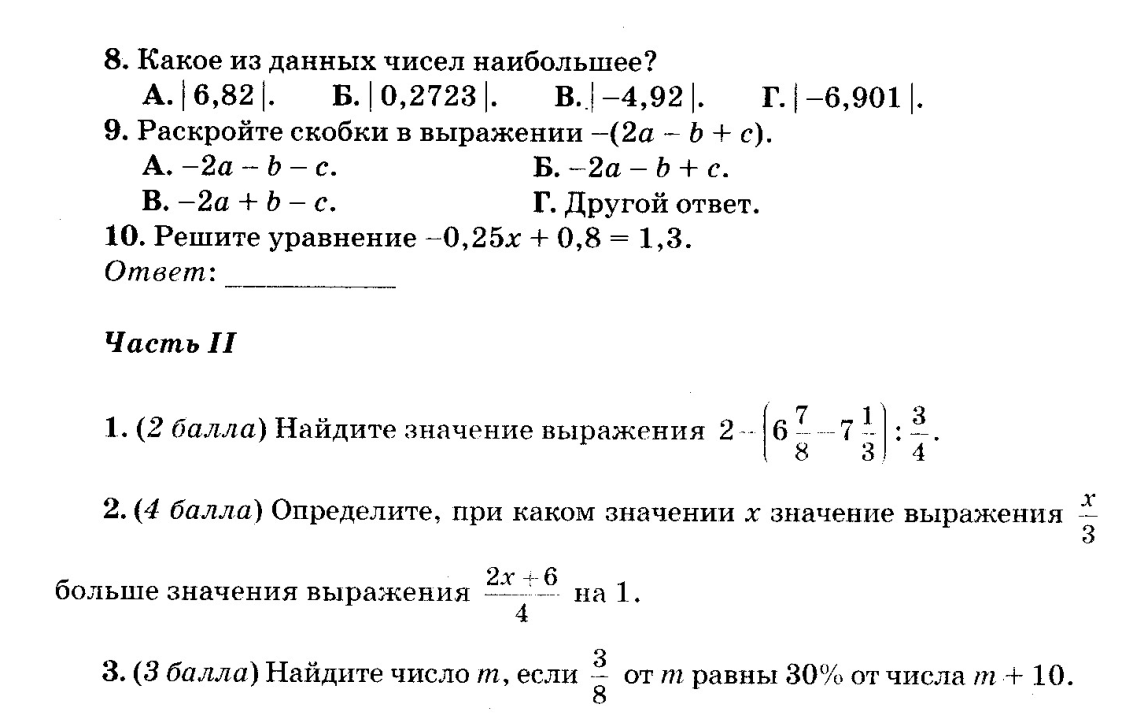 8. Какое из данных чисел наибольшее?
А. |6,82|. Б. |0,2723|. В. |−4,92|. Г. |−6,901|.
9. Раскройте скобки в выражении −(2a − b + c).
А. −2a − b − c. Б. −2a − b + c.
В. −2a + b − c. Г. Другой ответ.
10. Решите уравнение −0,25x + 0,8 = 1,3.
Ответ: ____________
Часть II
1. (2 балла) Найдите значение выражения 2 − (6 7/8 − 7 1/3) : 3/4.
2. (4 балла) Определите, при каком значении x значение выражения x/3
больше значения выражения (2x + 6)/4 на 1.
3. (3 балла) Найдите число m, если 3/8 от m равны 30% от числа m + 10.